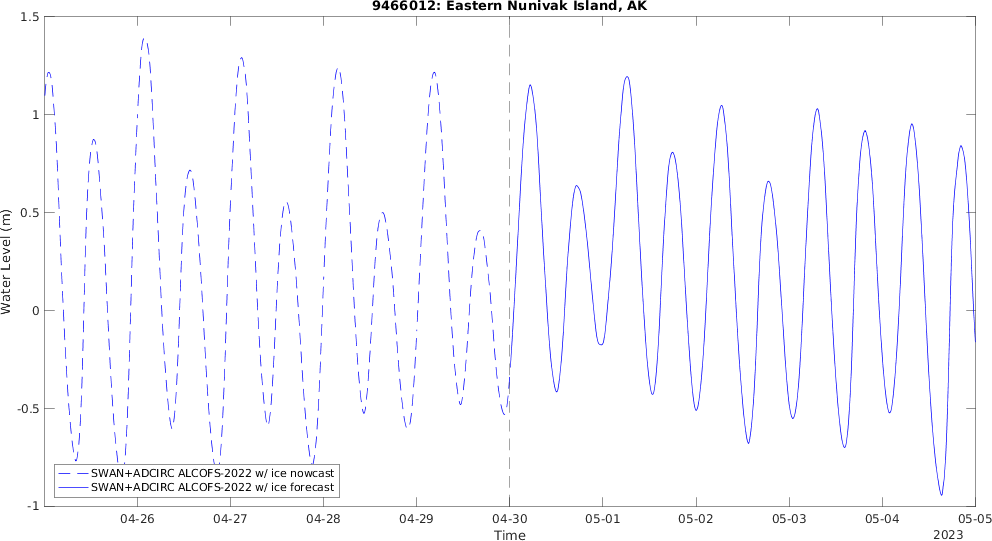 9466012: Eastern Nunivak Island, AK
1.5
1
0.5
0
-0.5
-1
Water Level (m)
SWAN+ADCIRC ALCOFS-2022 w/ ice nowcast
SWAN+ADCIRC ALCOFS-2022 w/ ice forecast
04-26 04-27 04-28 04-29 04-30 05-01 05-02 05-03 05-04 05-05
Time
2023